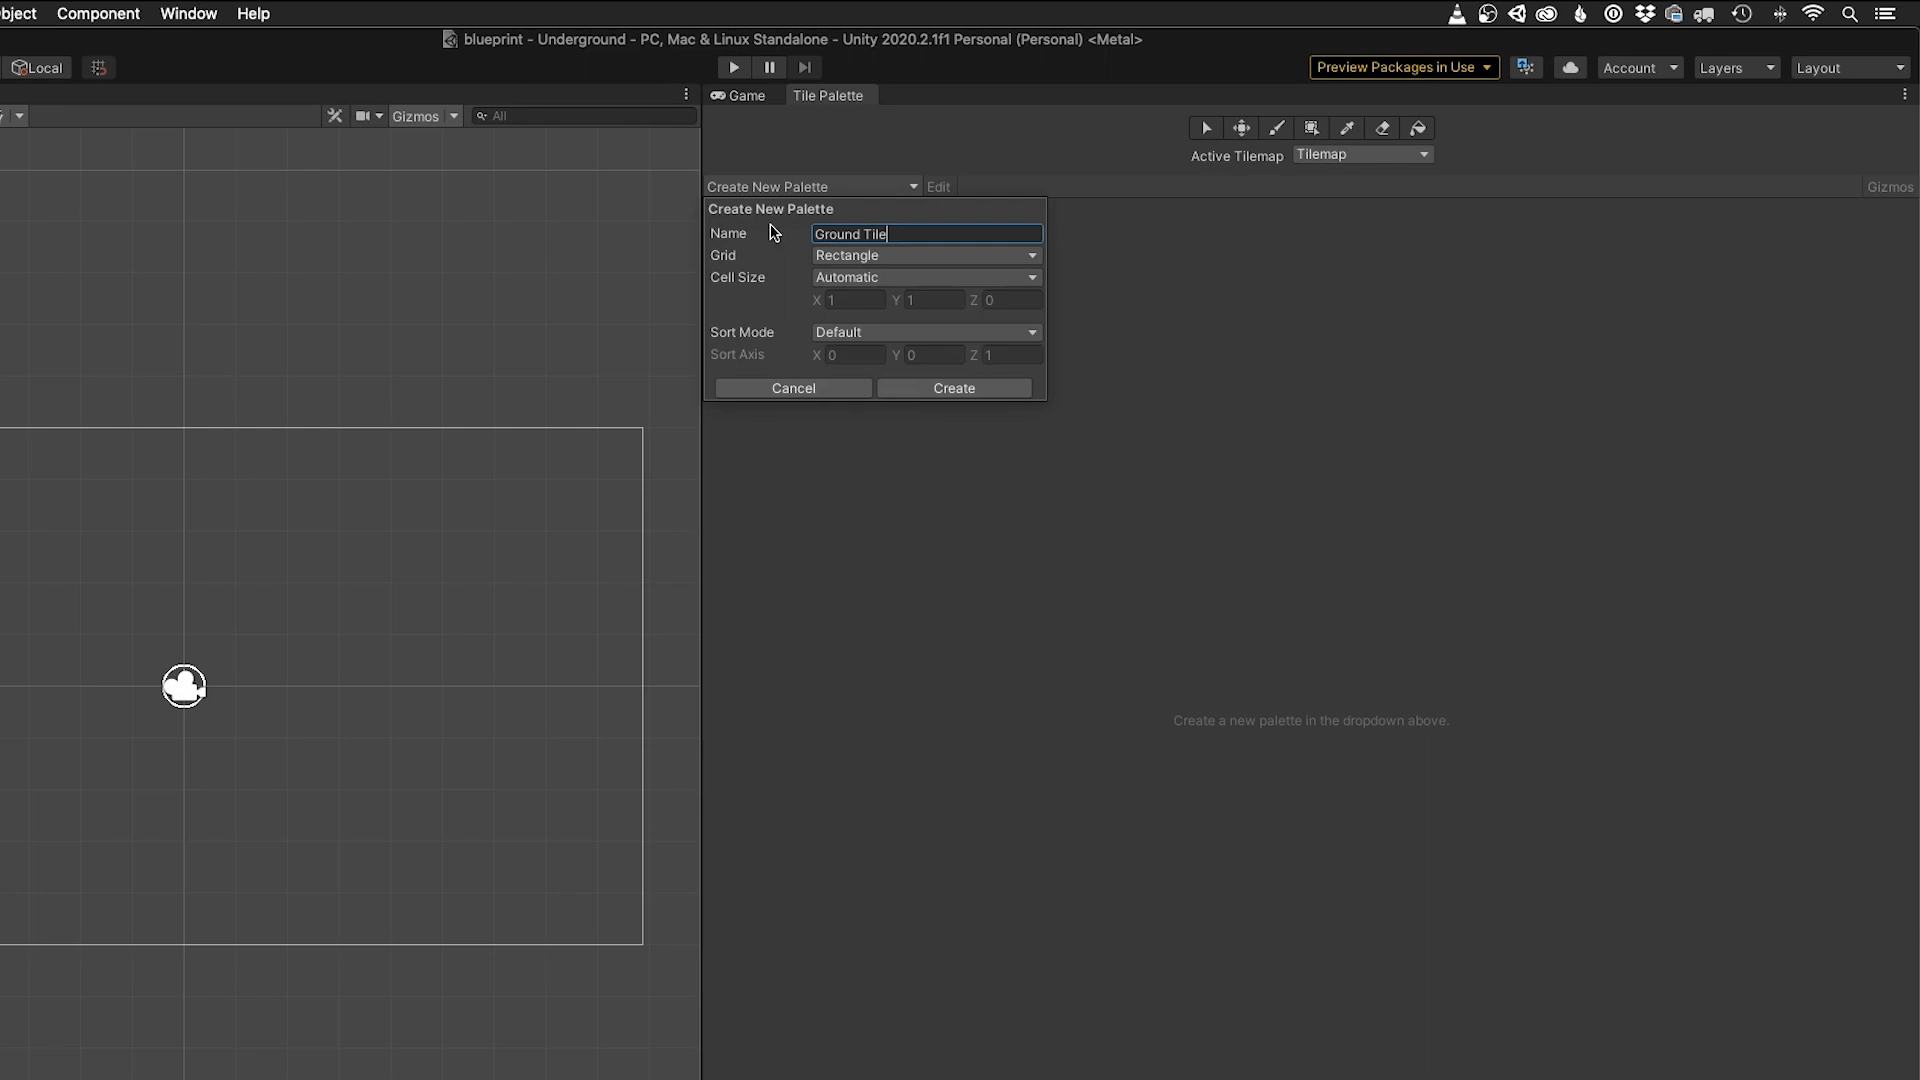 bject Component Window Help
blueprint - Underground - PC, Mac & Linux Standalone - Unity 2020.2.1f1 Personal (Personal) <Metal>
Local
Preview Packages in Use
Account
Layers
Layout
Game
Tile Palette
Gizmos
All
Active Tilemap Tilemap
Create New Palette
Edit
Gizmos
Create New Palette
Name Ground Tile
Grid Rectangle
Cell Size Automatic
X 1 Y 1 Z 0
Sort Mode Default
Sort Axis X 0 Y 0 Z 1
Cancel Create
Create a new palette in the dropdown above.